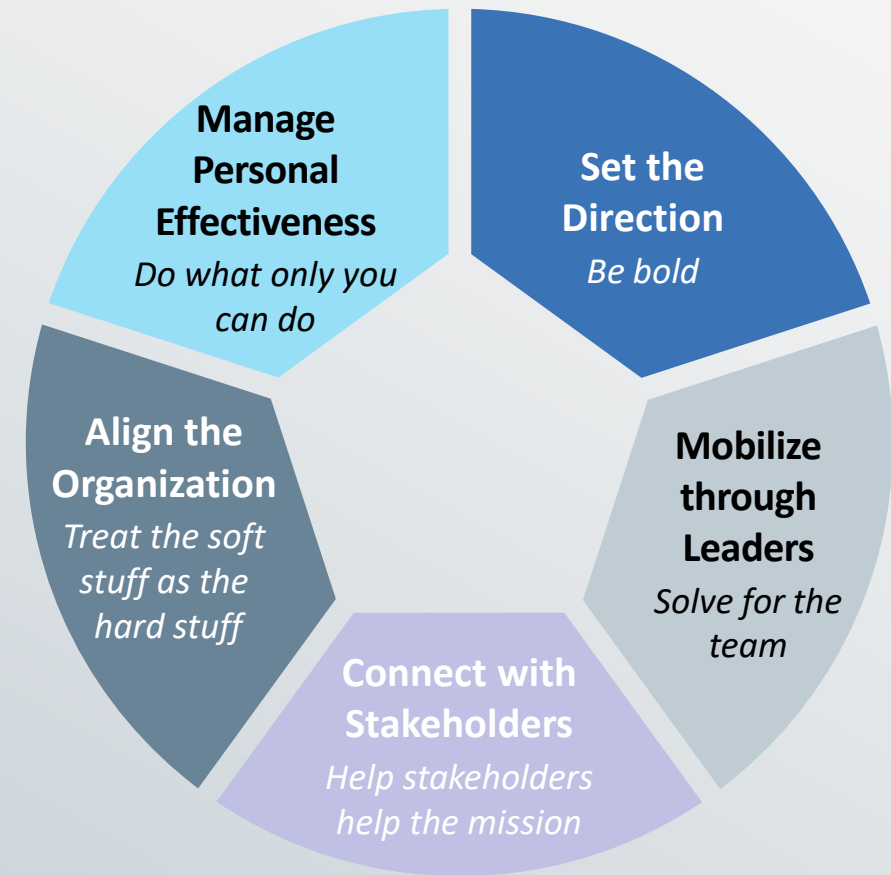 Manage
Personal
Effectiveness
Do what only you
can do
Set the
Direction
Be bold
Mobilize
through
Leaders
Solve for the
team
Connect with
Stakeholders
Help stakeholders
help the mission
Align the
Organization
Treat the soft
stuff as the
hard stuff